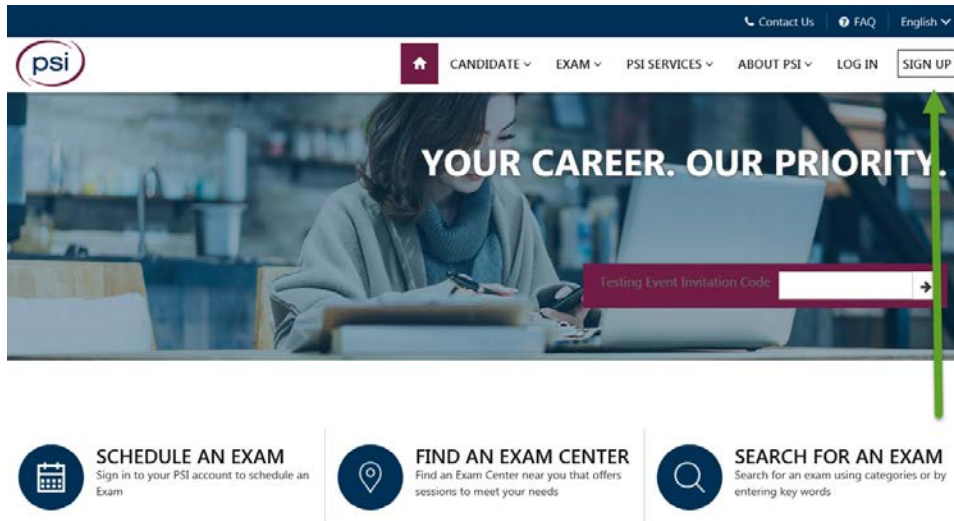 Contact Us FAQ English
psi CANDIDATE EXAM PSI SERVICES ABOUT PSI LOG IN SIGN UP
YOUR CAREER. OUR PRIORITY.
Testing Event Invitation Code
SCHEDULE AN EXAM
Sign in to your PSI account to schedule an
Exam
FIND AN EXAM CENTER
Find an Exam Center near you that offers
sessions to meet your needs
SEARCH FOR AN EXAM
Search for an exam using categories or by
entering key words